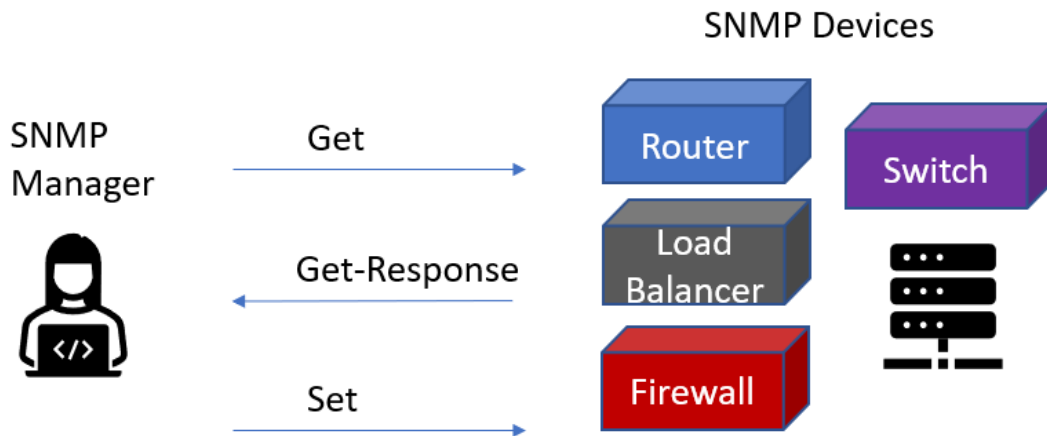 SNMP Devices
SNMP
Manager
Get
Router
Switch
Get-Response
Load
Balancer
</>
Set
Firewall